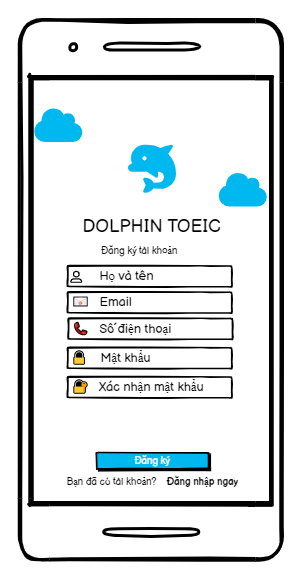 DOLPHIN TOEIC
Đăng ký tài khoản
Họ và tên
Email
Số điện thoại
Mật khẩu
Xác nhận mật khẩu
Đăng ký
Bạn đã có tài khoản? Đăng nhập ngay